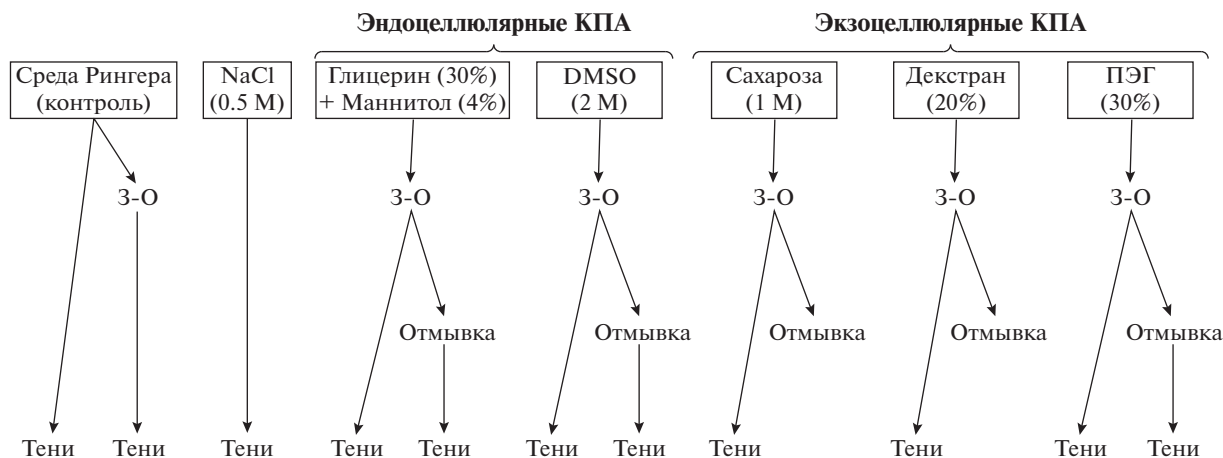 Эндоцеллюлярные КПА
Экзоцеллюлярные КПА
Среда Рингера
(контроль)
NaCl
(0.5 M)
Глицерин (30%)
+ Маннитол (4%)
DMSO
(2 M)
Сахароза
(1 M)
Декстран
(20%)
ПЭГ
(30%)
З-О
З-О
З-О
З-О
З-О
З-О
Отмывка
Отмывка
Отмывка
Отмывка
Отмывка
Тени
Тени
Тени
Тени
Тени
Тени
Тени
Тени
Тени
Тени
Тени